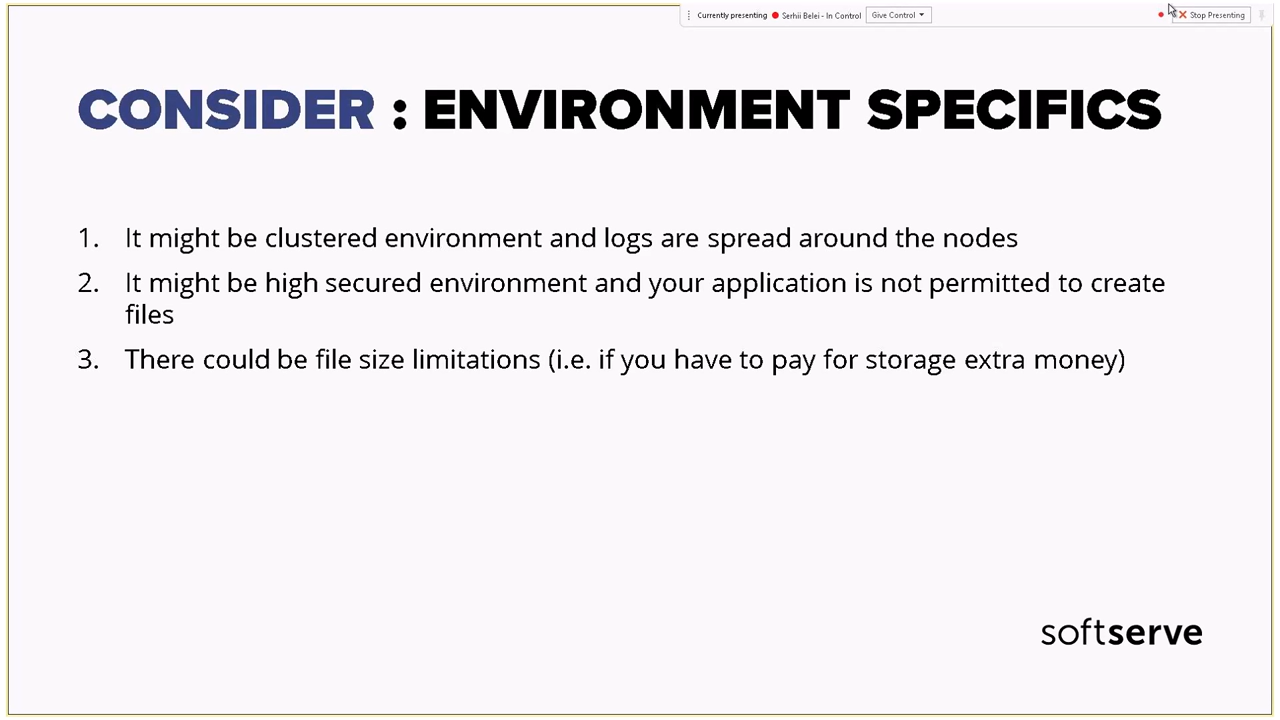 Currently presenting Serhii Belei - In Control Give Control Stop Presenting
CONSIDER : ENVIRONMENT SPECIFICS
1. It might be clustered environment and logs are spread around the nodes
2. It might be high secured environment and your application is not permitted to create
files
3. There could be file size limitations (i.e. if you have to pay for storage extra money)
softserve